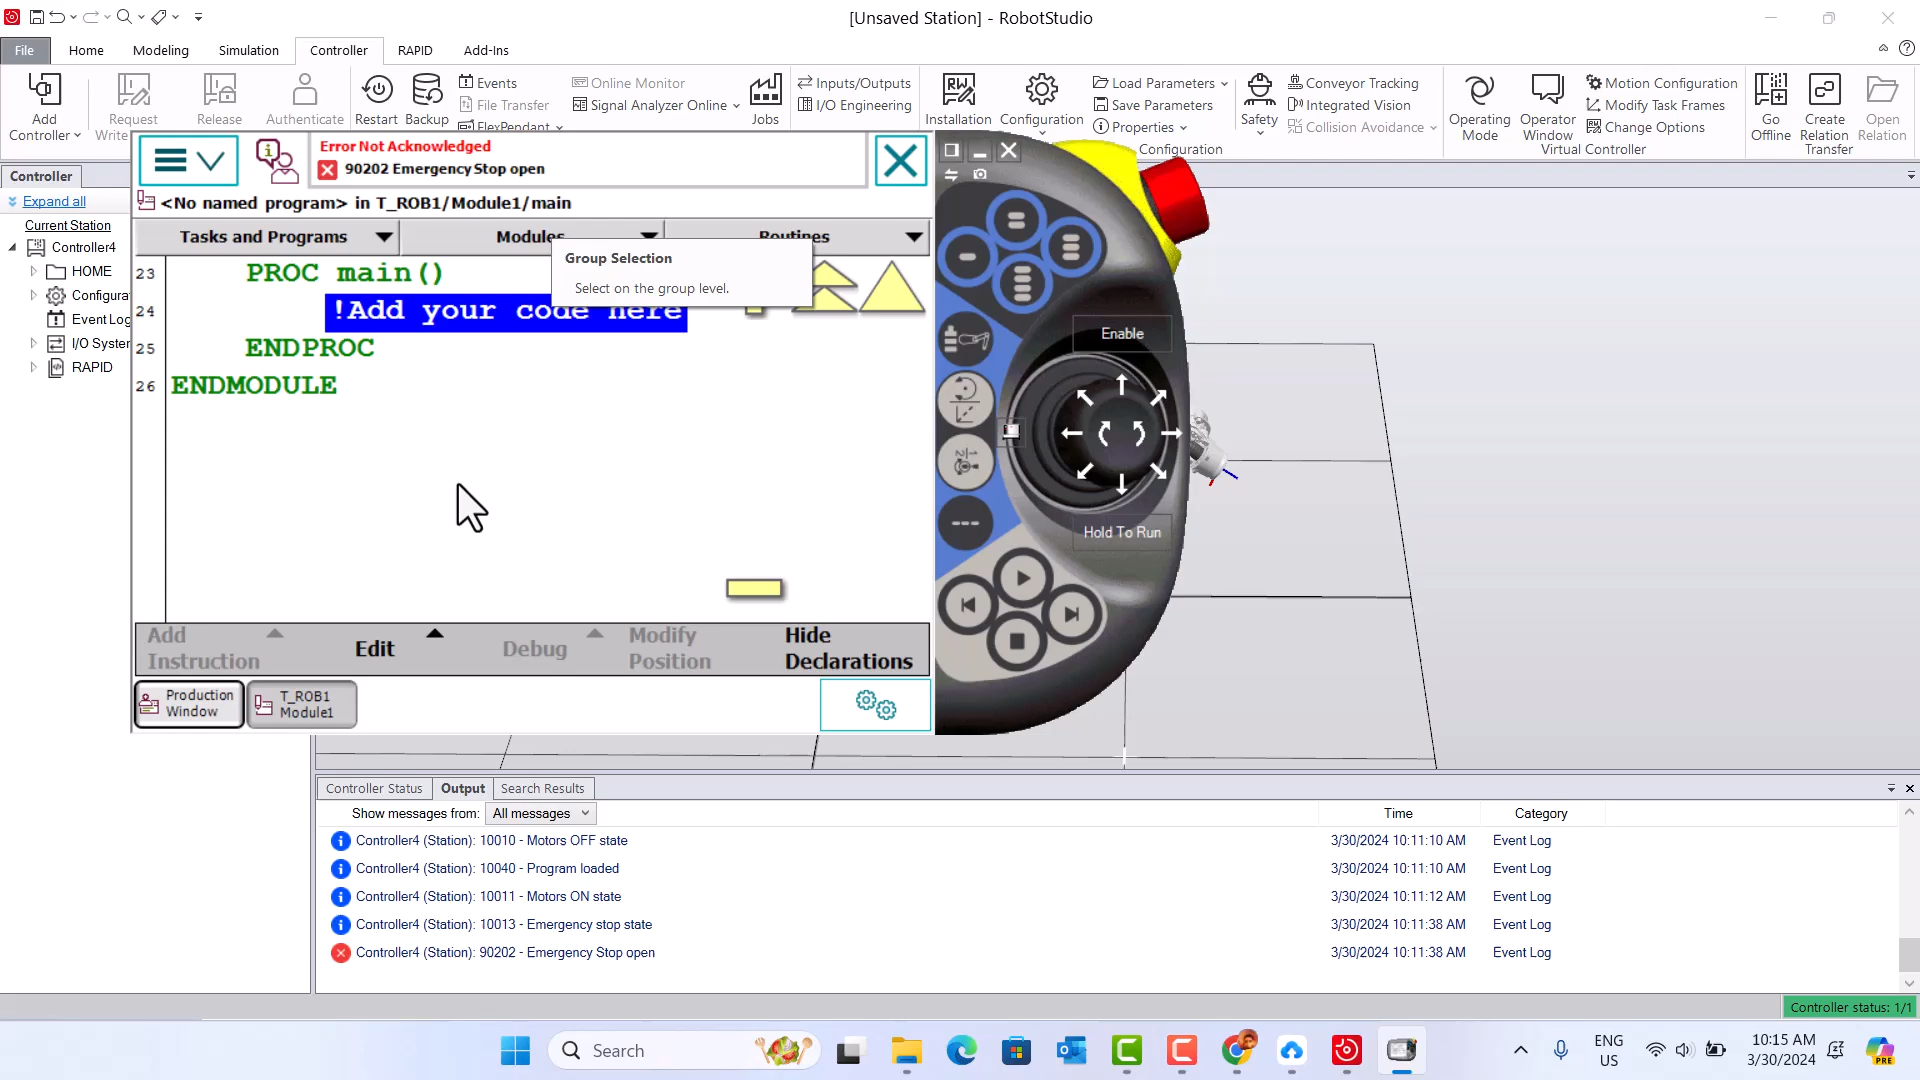 [Unsaved Station] - RobotStudio
File
Home
Modeling
Simulation
Controller
RAPID
Add-Ins
Add
Controller
Request
Write
Release
Authenticate
Restart
Backup
Events
File Transfer
FlexPendant
Online Monitor
Signal Analyzer Online
Jobs
Inputs/Outputs
I/O Engineering
Installation
Configuration
Load Parameters
Save Parameters
Properties
Configuration
Safety
Conveyor Tracking
Integrated Vision
Collision Avoidance
Operating
Mode
Operator
Window
Motion Configuration
Modify Task Frames
Change Options
Virtual Controller
Go
Offline
Create
Relation
Open
Relation
Transfer
Controller
Expand all
Current Station
Controller4
HOME
Configura
Event Log
I/O System
RAPID
Error Not Acknowledged
90202 Emergency Stop open
<No named program> in T_ROB1/Module1/main
Tasks and Programs
Modules
Routines
Group Selection
Select on the group level.
23 PROC main()
24 !Add your code here
25 ENDPROC
26 ENDMODULE
Add
Instruction
Edit
Debug
Modify
Position
Hide
Declarations
Production
Window
T_ROB1
Module1
Enable
Hold To Run
Controller Status
Output
Search Results
Show messages from:
All messages
Time
Category
Controller4 (Station): 10010 - Motors OFF state 3/30/2024 10:11:10 AM Event Log
Controller4 (Station): 10040 - Program loaded 3/30/2024 10:11:10 AM Event Log
Controller4 (Station): 10011 - Motors ON state 3/30/2024 10:11:12 AM Event Log
Controller4 (Station): 10013 - Emergency stop state 3/30/2024 10:11:38 AM Event Log
Controller4 (Station): 90202 - Emergency Stop open 3/30/2024 10:11:38 AM Event Log
Controller status: 1/1
Search
ENG
US
10:15 AM
3/30/2024
PRE